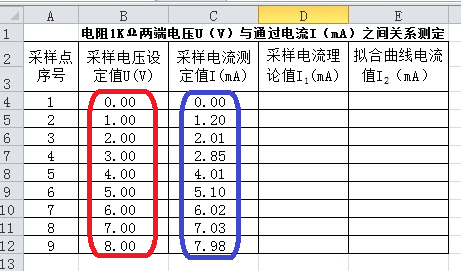 A B C D E
1 电阻1KΩ两端电压U(V)与通过电流I(mA)之间关系测定
2 采样点 采样电压设 采样电流测 采样电流理 拟合曲线电流
3 序号 定值U(V) 定值I(mA) 论值I₁(mA) 值I₂(mA)
4 1 0.00 0.00
5 2 1.00 1.20
6 3 2.00 2.01
7 4 3.00 2.85
8 5 4.00 4.01
9 6 5.00 5.10
10 7 6.00 6.02
11 8 7.00 7.03
12 9 8.00 7.98
13